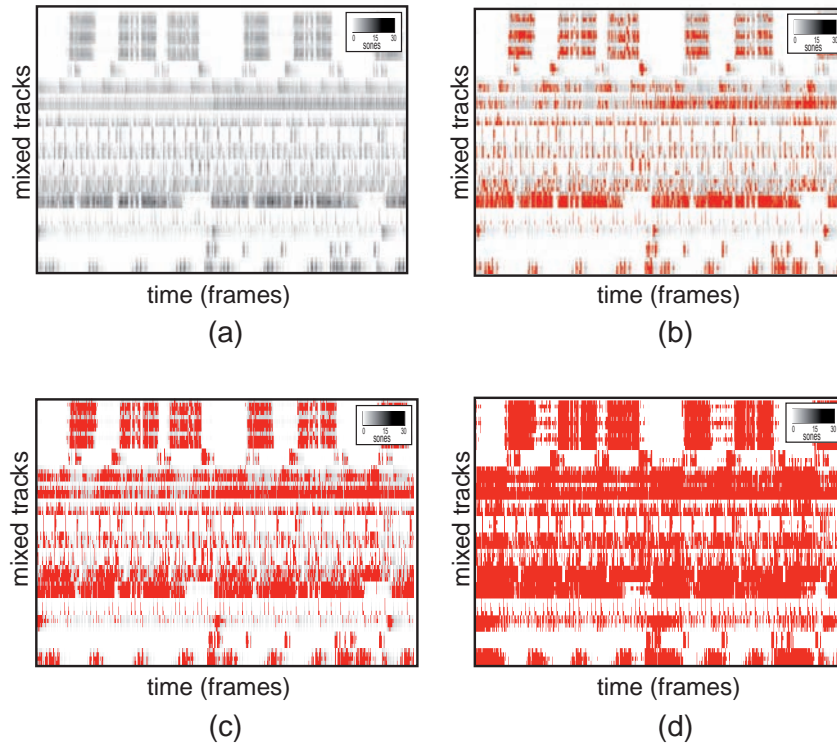 0 15 30
sones
mixed tracks
time (frames)
(a)
0 15 30
sones
mixed tracks
time (frames)
(b)
0 15 30
sones
mixed tracks
time (frames)
(c)
0 15 30
sones
mixed tracks
time (frames)
(d)